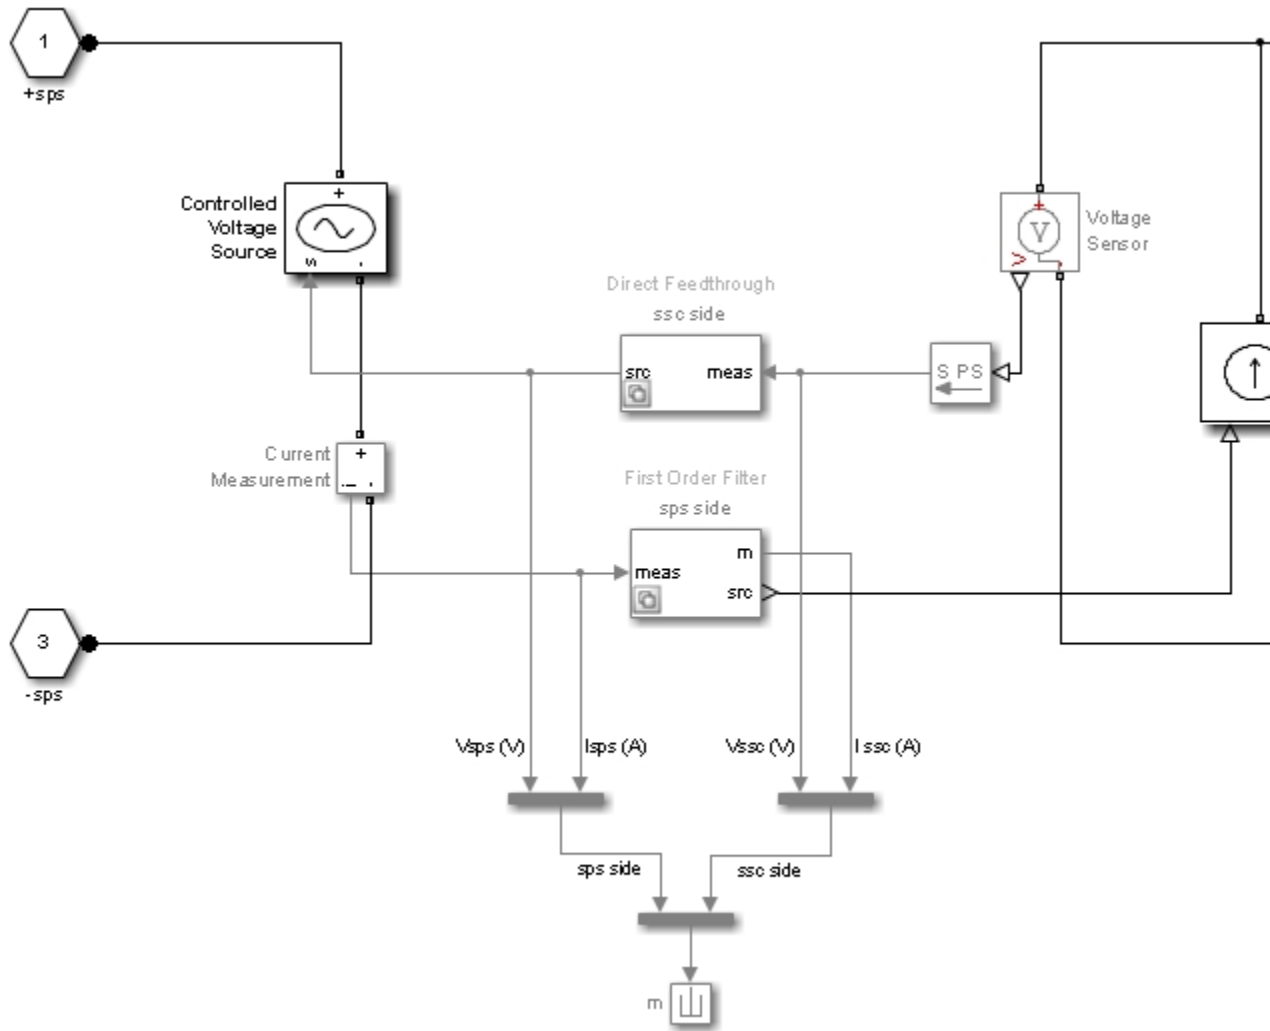 1
+sps
Controlled
Voltage
Source
+
s
-
Voltage
Sensor
+
V
V
-
Direct Feedthrough
ssc side
src
meas
S PS
Current
Measurement
+
i
-
First Order Filter
sps side
m
meas
src
3
-sps
Vsps (V)
Isps (A)
Vssc (V)
I ssc (A)
sps side
ssc side
m